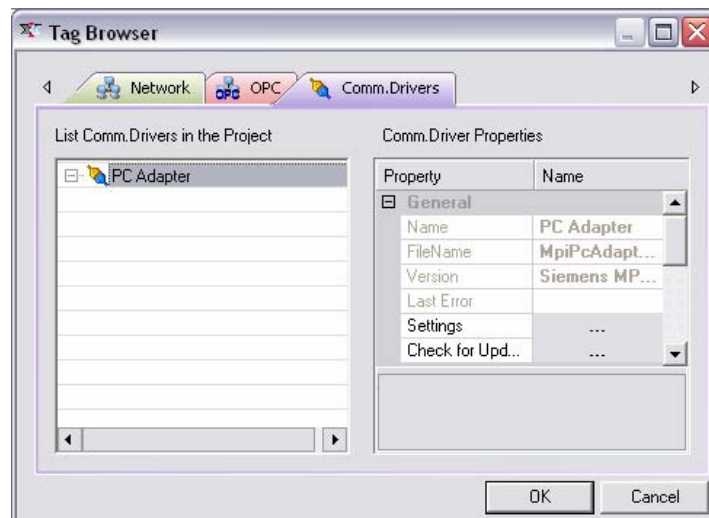 Tag Browser
Network OPC Comm.Drivers
List Comm.Drivers in the Project
Comm.Driver Properties
PC Adapter
Property Name
General
Name PC Adapter
FileName MpiPcAdapt...
Version Siemens MP...
Last Error
Settings ...
Check for Upd... ...
OK Cancel